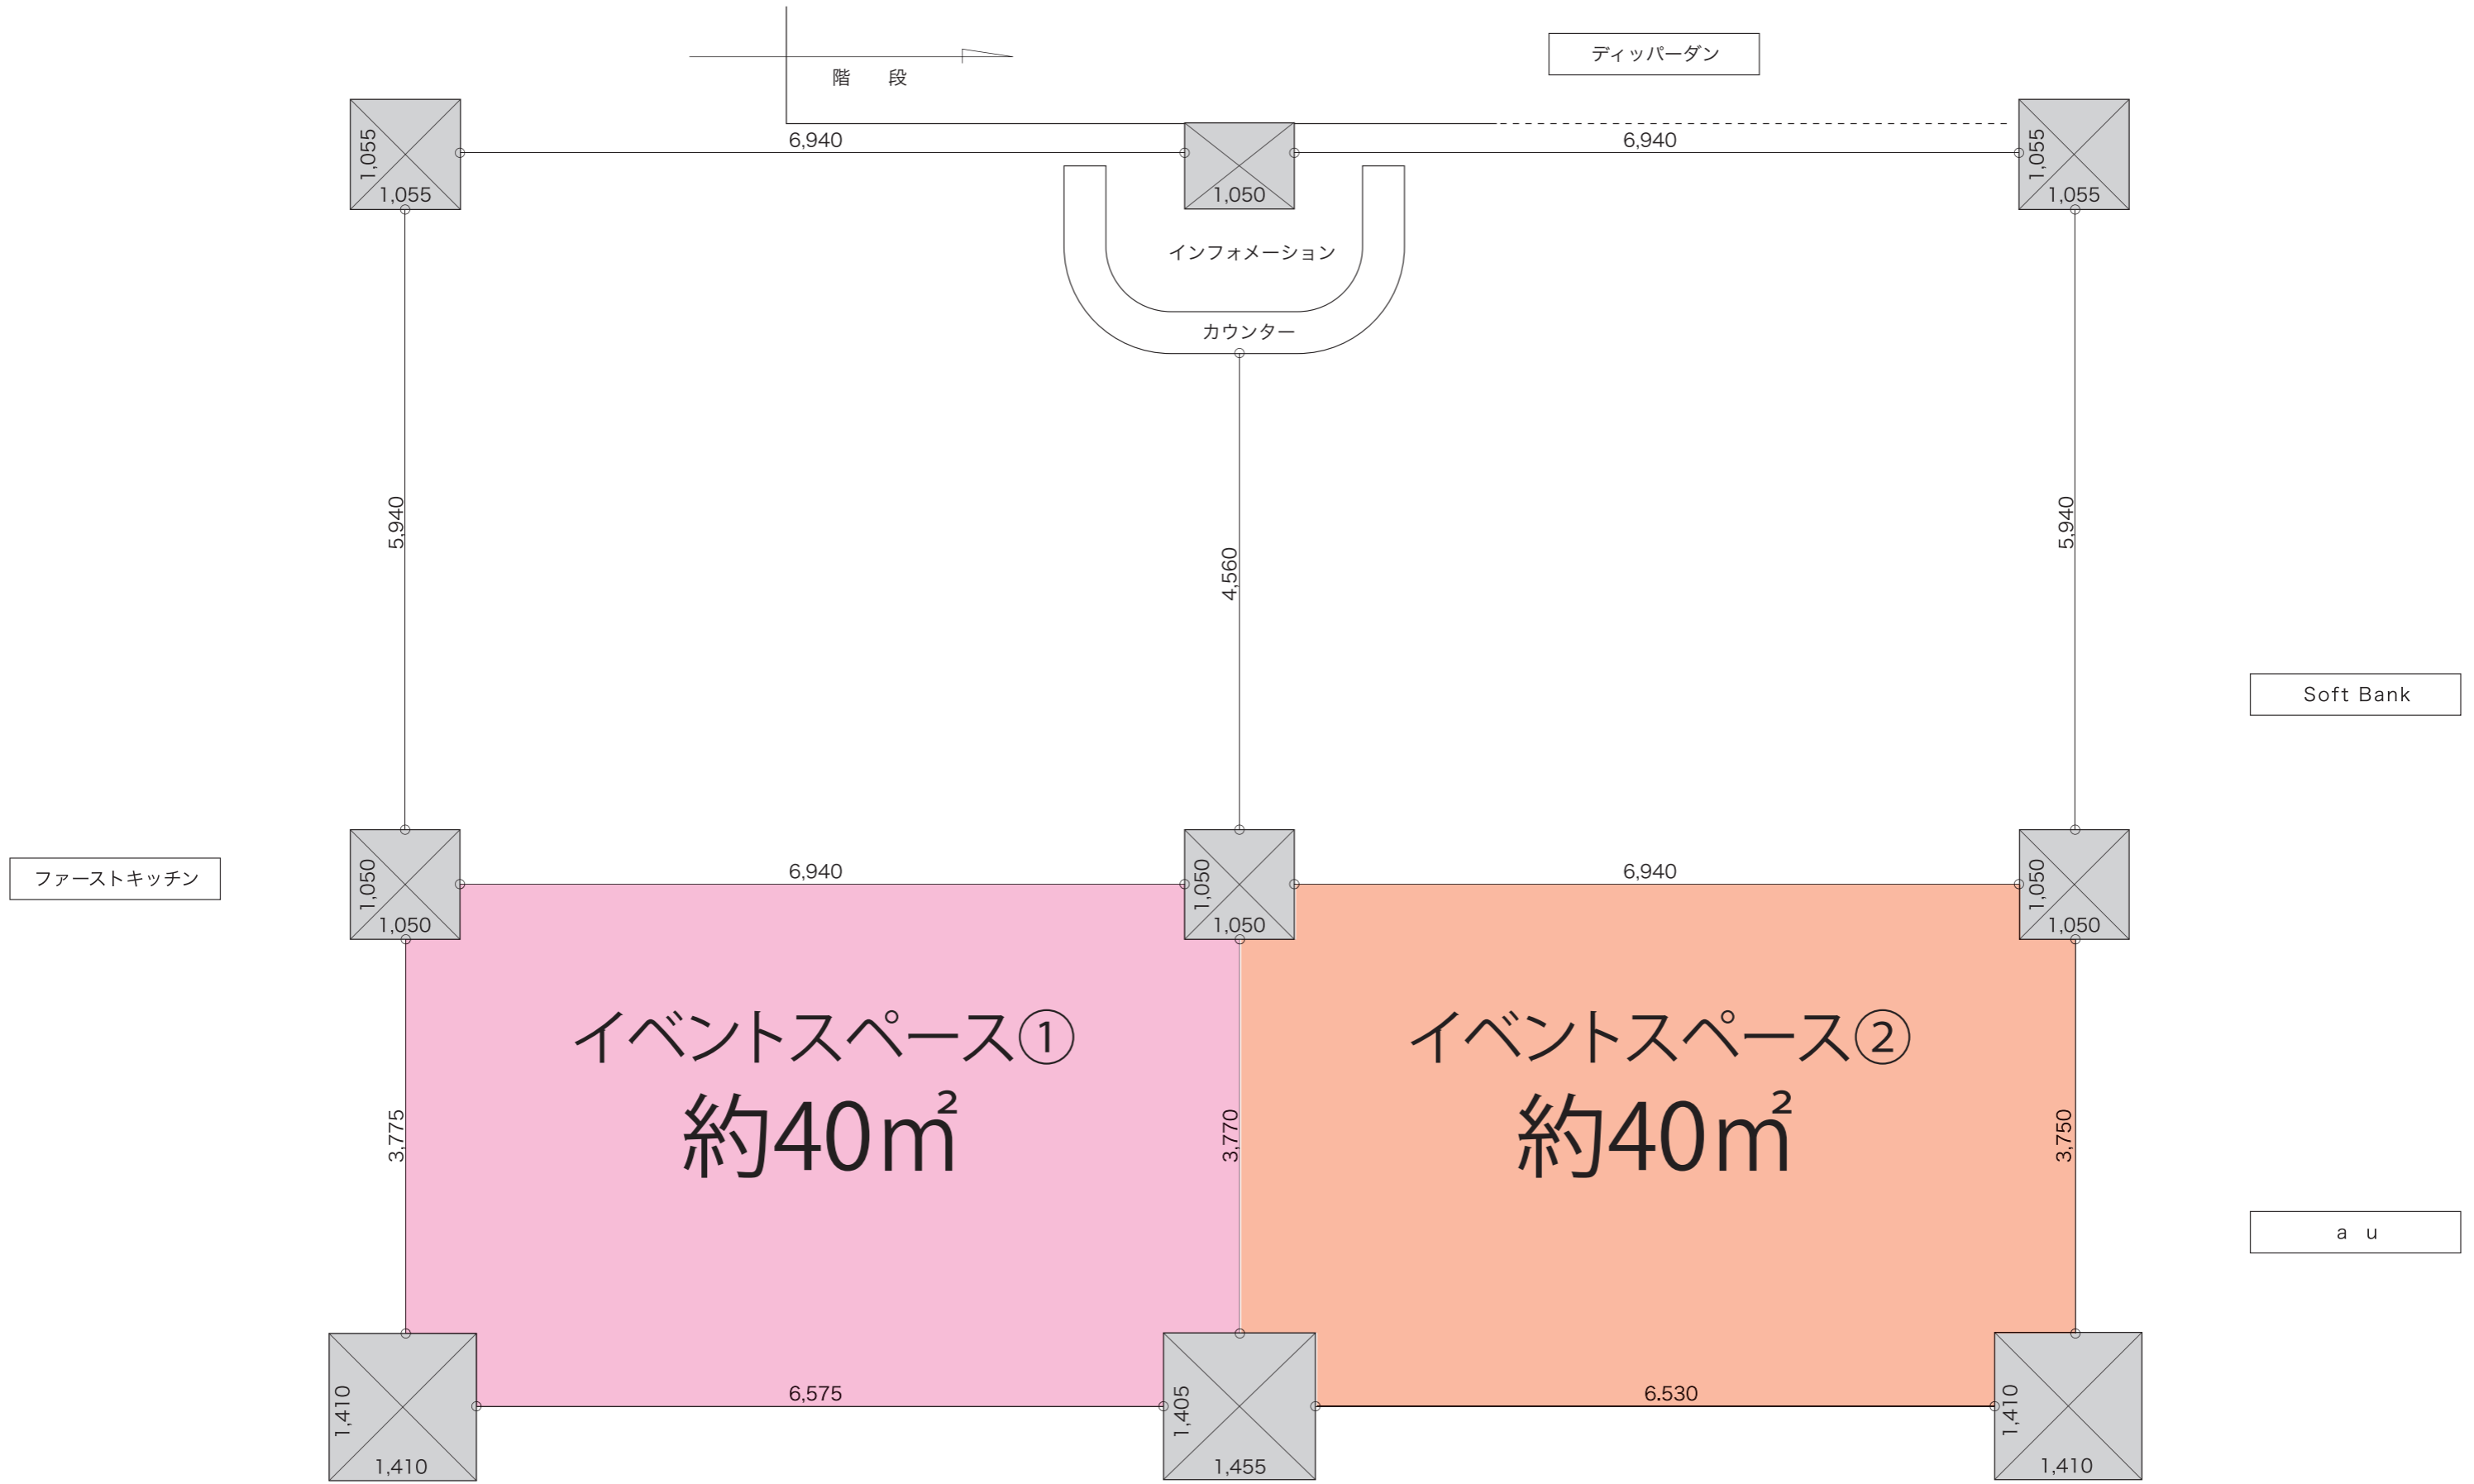 ディッパーダン
階　段
6,940
6,940
1,055
1,055
1,050
1,055
1,055
インフォメーション
カウンター
5,940
4,560
5,940
Soft Bank
ファーストキッチン
6,940
6,940
1,050
1,050
1,050
1,050
1,050
1,050
イベントスペース①
約40㎡
イベントスペース②
約40㎡
3,775
3,770
3,750
a u
6,575
6.530
1,410
1,410
1,405
1,455
1,410
1,410